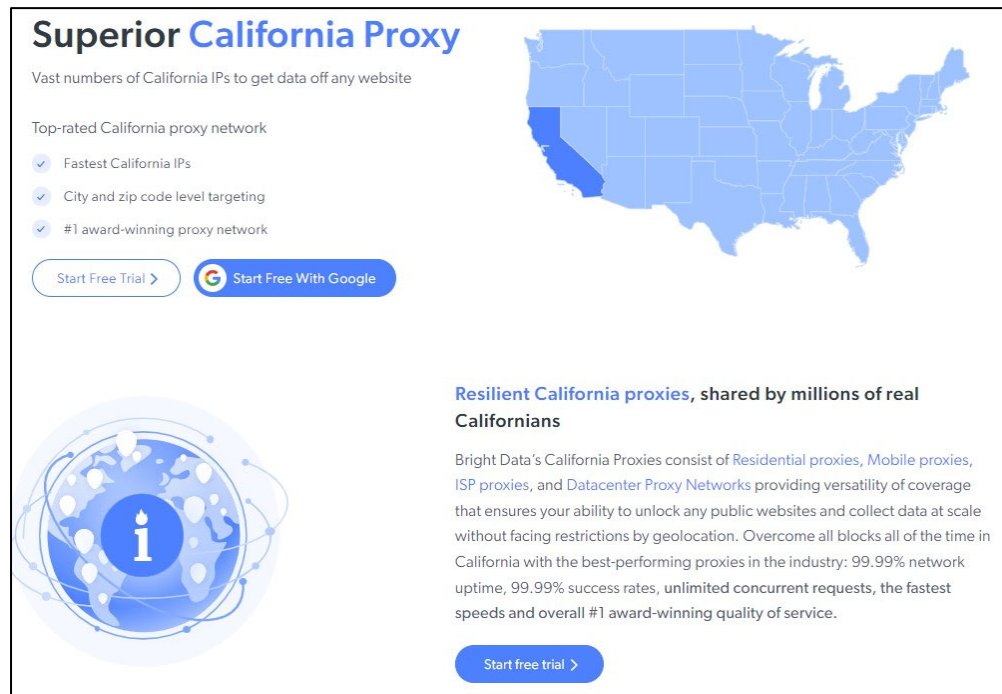 Superior California Proxy
Vast numbers of California IPs to get data off any website
Top-rated California proxy network
Fastest California IPs
City and zip code level targeting
#1 award-winning proxy network
Start Free Trial >
G Start Free With Google
Resilient California proxies, shared by millions of real
Californians
Bright Data's California Proxies consist of Residential proxies, Mobile proxies,
ISP proxies, and Datacenter Proxy Networks providing versatility of coverage
that ensures your ability to unlock any public websites and collect data at scale
without facing restrictions by geolocation. Overcome all blocks all of the time in
California with the best-performing proxies in the industry: 99.99% network
uptime, 99.99% success rates, unlimited concurrent requests, the fastest
speeds and overall #1 award-winning quality of service.
i
Start free trial >